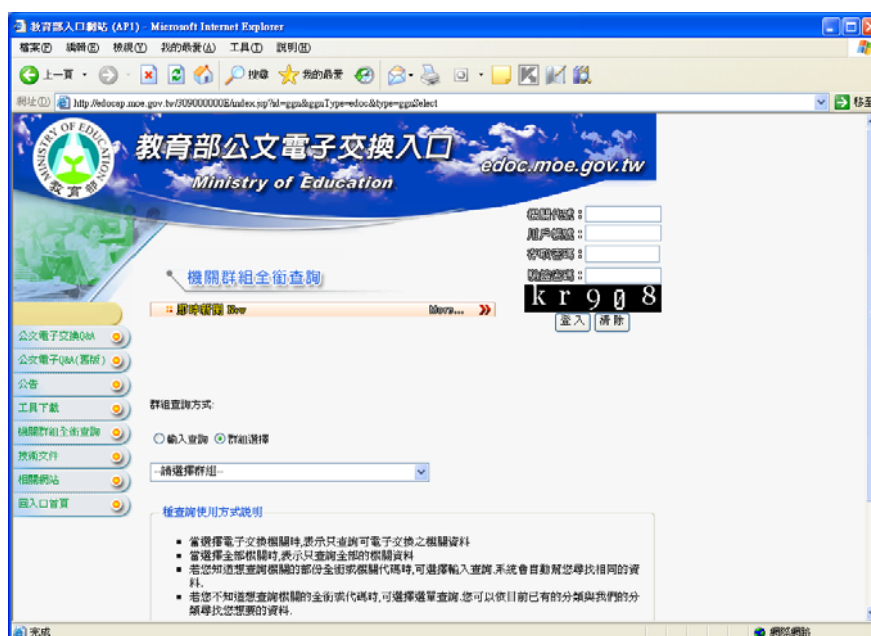 教育部入口網站 (AP1) - Microsoft Internet Explorer
檔案(F) 編輯(E) 檢視(V) 我的最愛(A) 工具(T) 說明(H)
上一頁 搜尋 我的最愛
網址(D) http://edocep.moe.gov.tw/309000000E/index.jsp?id=ggn&ggnType=edoc&type=ggnSelect 移至
MINISTRY OF EDUCATION
教育部
教育部公文電子交換入口
Ministry of Education
edoc.moe.gov.tw
機關代號：
用戶帳號：
存取密碼：
驗證密碼：
kr908
登入 清除
機關群組全銜查詢
即時新聞 New More...
公文電子交換Q&A
公文電子Q&A(舊版)
公告
工具下載
機關群組全銜查詢
技術文件
相關網站
回入口首頁
群組查詢方式:
輸入查詢 群組選擇
--請選擇群組--
種查詢使用方式說明
當選擇電子交換機關時,表示只查詢可電子交換之機關資料
當選擇全部機關時,表示只查詢全部的機關資料
若您知道想查詢機關的部份全銜或機關代碼時,可選擇輸入查詢.系統會自動幫您尋找相同的資
料.
若您不知道想查詢機關的全銜或代碼時,可選擇選單查詢.您可以依目前已有的分類與我們的分
類尋找您想要的資料.
完成 網際網路